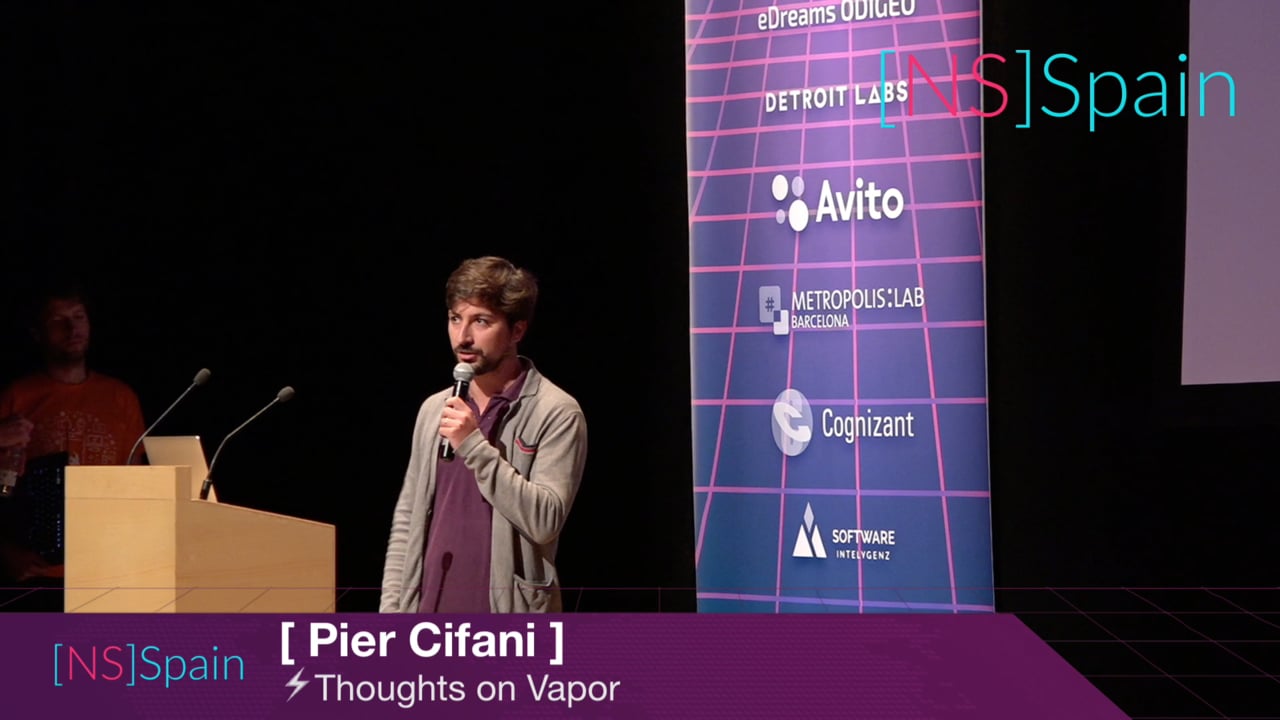 eDreams ODIGEO
DETROIT LABS
[NS]Spain
Avito
#
METROPOLIS:LAB
BARCELONA
Cognizant
SOFTWARE
INTELYGENZ
[NS]Spain
[ Pier Cifani ]
⚡Thoughts on Vapor